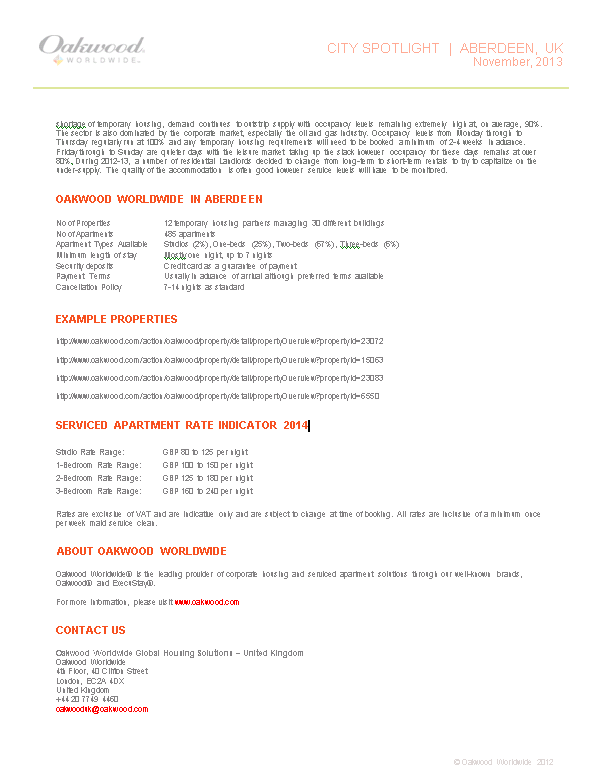 Oakwood
WORLDWIDE
CITY SPOTLIGHT | ABERDEEN, UK
November, 2013
shortage of temporary housing, demand continues to outstrip supply with occupancy levels remaining extremely high at, on average, 90%.
The sector is also dominated by the corporate market, especially the oil and gas industry. Occupancy levels from Monday through to
Thursday regularly run at 100% and any temporary housing requirements will need to be booked a minimum of 2-4 weeks in advance.
Friday through to Sunday are quieter days with the leisure market taking up the slack however occupancy for these days remains at over
80%. During 2012-13, a number of residential Landlords decided to change from long-term to short-term rentals to try to capitalize on the
under-supply. The quality of the accommodation is often good however service levels will have to be monitored.
OAKWOOD WORLDWIDE IN ABERDEEN
No of Properties 12 temporary housing partners managing 30 different buildings
No of Apartments 485 apartments
Apartment Types Available Studios (2%), One-beds (25%), Two-beds (67%), Three-beds (6%)
Minimum length of stay Mostly one night, up to 7 nights
Security deposits Credit card as a guarantee of payment
Payment Terms Usually in advance of arrival although preferred terms available
Cancellation Policy 7-14 nights as standard
EXAMPLE PROPERTIES
http://www.oakwood.com/action/oakwood/property/detail/propertyOverview?propertyId=23072
http://www.oakwood.com/action/oakwood/property/detail/propertyOverview?propertyId=15063
http://www.oakwood.com/action/oakwood/property/detail/propertyOverview?propertyId=23083
http://www.oakwood.com/action/oakwood/property/detail/propertyOverview?propertyId=6550
SERVICED APARTMENT RATE INDICATOR 2014
Studio Rate Range: GBP 80 to 125 per night
1-Bedroom Rate Range: GBP 100 to 150 per night
2-Bedroom Rate Range: GBP 125 to 180 per night
3-Bedroom Rate Range: GBP 160 to 240 per night
Rates are exclusive of VAT and are indicative only and are subject to change at time of booking. All rates are inclusive of a minimum once
per week maid service clean.
ABOUT OAKWOOD WORLDWIDE
Oakwood Worldwide® is the leading provider of corporate housing and serviced apartment solutions through our well-known brands,
Oakwood® and ExecuStay®.
For more information, please visit www.oakwood.com
CONTACT US
Oakwood Worldwide Global Housing Solutions – United Kingdom
Oakwood Worldwide
4th Floor, 40 Clifton Street
London, EC2A 4DX
United Kingdom
+44 20 7749 4460
oakwooduk@oakwood.com
© Oakwood Worldwide 2012